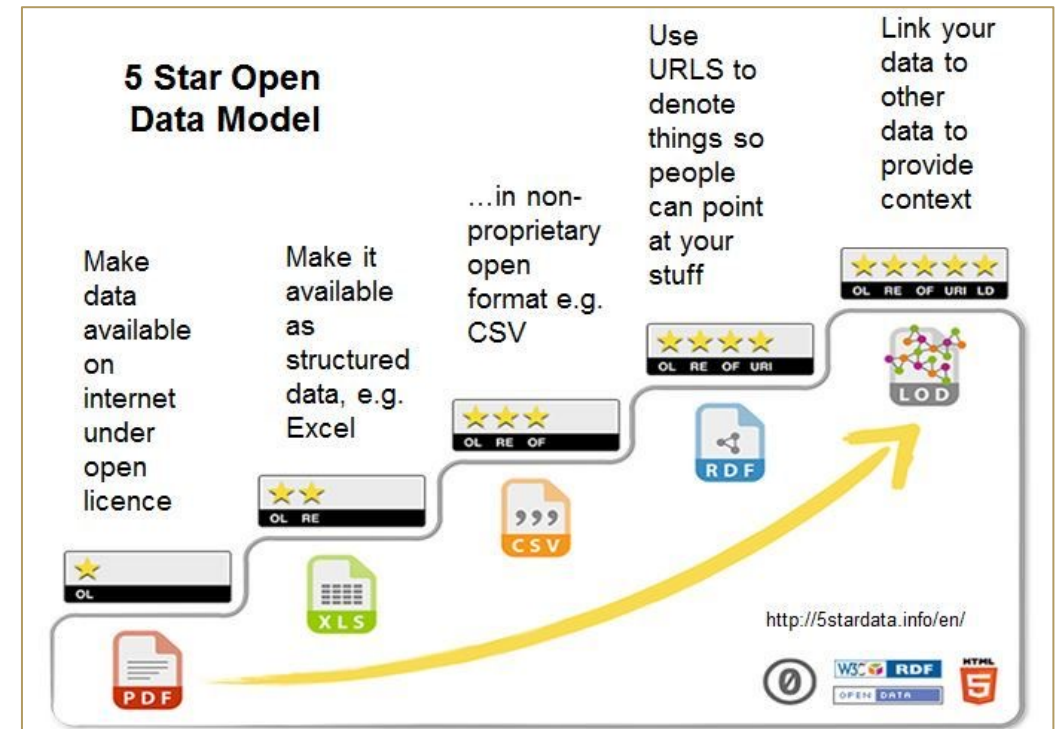 5 Star Open
Data Model
Make
data
available
on
internet
under
open
licence
OL
PDF
Make it
available
as
structured
data, e.g.
Excel
OL RE
XLS
...in non-
proprietary
open
format e.g.
CSV
OL RE OF
,,,
CSV
Use
URLS to
denote
things so
people
can point
at your
stuff
OL RE OF URI
RDF
Link your
data to
other
data to
provide
context
OL RE OF URI LD
LOD
http://5stardata.info/en/
0
W3C RDF
OPEN DATA
HTML
5